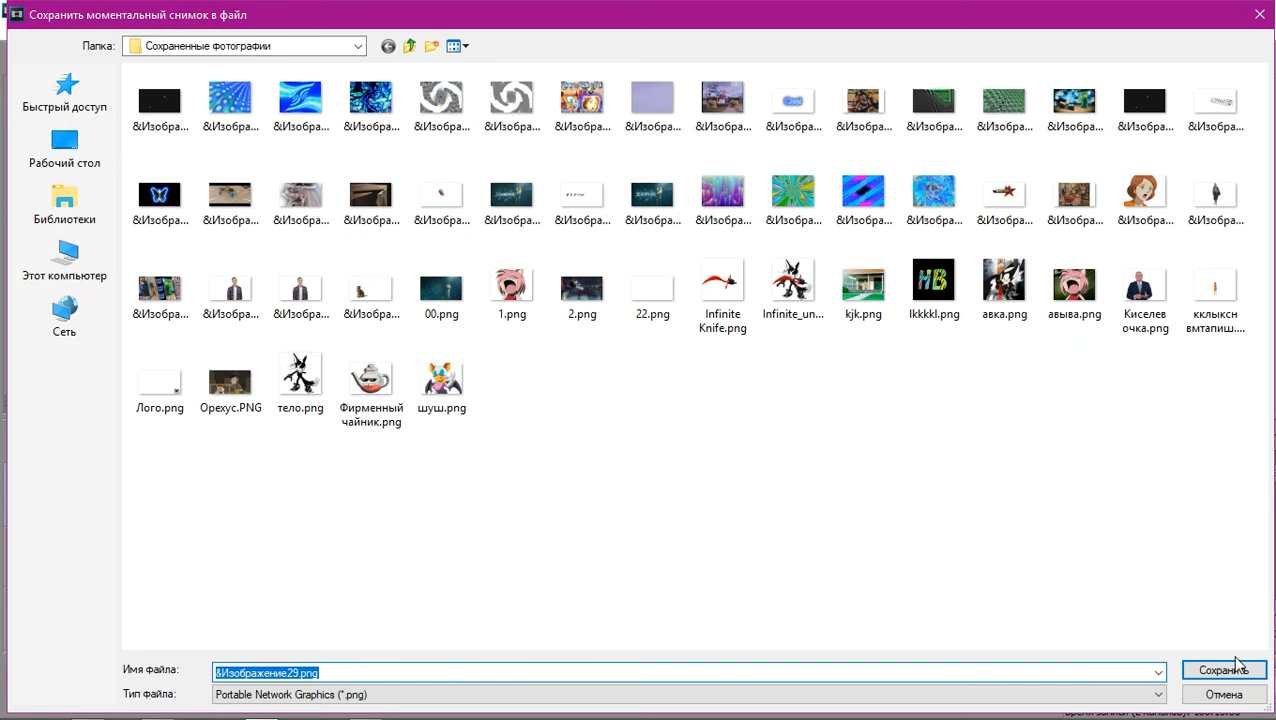 Сохранить моментальный снимок в файл
Папка: Сохраненные фотографии
Быстрый доступ
Рабочий стол
Библиотеки
Этот компьютер
Сеть
&Изобра... &Изобра... &Изобра... &Изобра... &Изобра... &Изобра... &Изобра... &Изобра... &Изобра... &Изобра... &Изобра... &Изобра... &Изобра... &Изобра... &Изобра... &Изобра...
&Изобра... &Изобра... &Изобра... &Изобра... &Изобра... &Изобра... &Изобра... &Изобра... &Изобра... &Изобра... &Изобра... &Изобра... &Изобра... &Изобра... &Изобра... &Изобра...
&Изобра... &Изобра... &Изобра... &Изобра... 00.png 1.png 2.png 22.png Infinite Infinite_un... kjk.png lkkkkl.png авка.png авыва.png Киселев ккльıксн
Knife.png очка.png вмтапиш....
Лого.png Орехус.PNG тело.png Фирменный шуш.png
чайник.png
Имя файла: &Изображение29.png Сохранить
Тип файла: Portable Network Graphics (*.png) Отмена